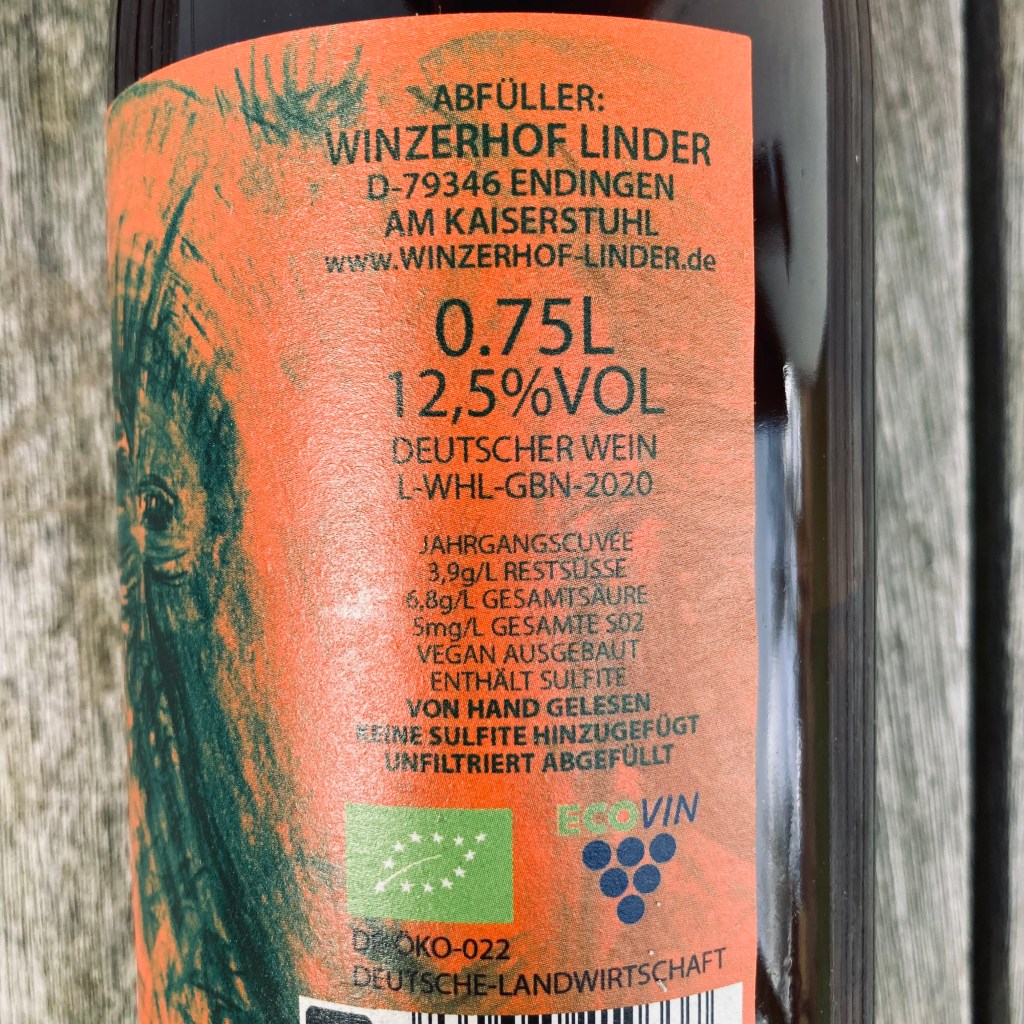 ABFÜLLER:
WINZERHOF LINDER
D-79346 ENDINGEN
AM KAISERSTUHL
www.WINZERHOF-LINDER.de
0.75L
12,5%VOL
DEUTSCHER WEIN
L-WHL-GBN-2020
JAHRGANGSCUVÉE
3,9g/L RESTSÜSSE
6,8g/L GESAMTSÄURE
5mg/L GESAMTE S02
VEGAN AUSGEBAUT
ENTHÄLT SULFITE
VON HAND GELESEN
KEINE SULFITE HINZUGEFÜGT
UNFILTRIERT ABGEFÜLLT
ECOVIN
DE-ÖKO-022
DEUTSCHE-LANDWIRTSCHAFT